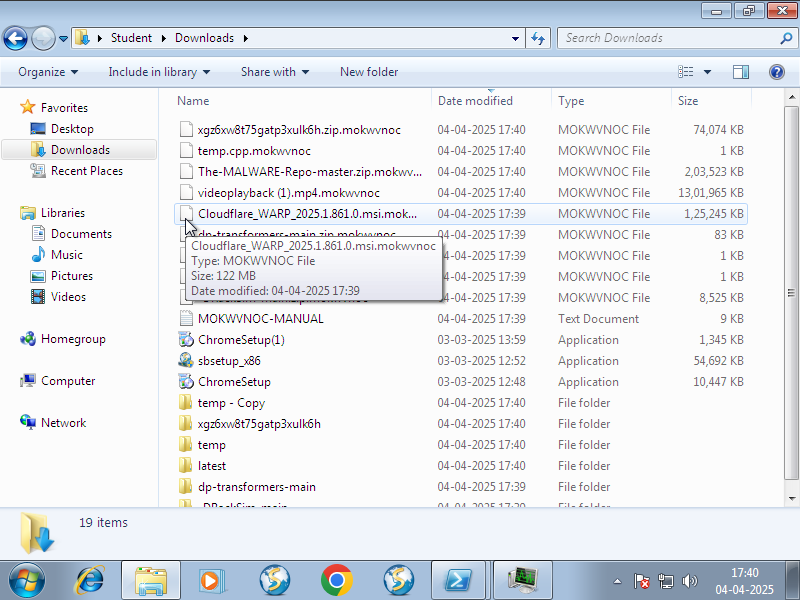 Student
Downloads
Search Downloads
Organize
Include in library
Share with
New folder
Favorites
Desktop
Downloads
Recent Places
Libraries
Documents
Music
Pictures
Videos
Homegroup
Computer
Network
Name Date modified Type Size
xgz6xw8t75gatp3xulk6h.zip.mokwvnoc 04-04-2025 17:40 MOKWVNOC File 74,074 KB
temp.cpp.mokwvnoc 04-04-2025 17:40 MOKWVNOC File 1 KB
The-MALWARE-Repo-master.zip.mokwv... 04-04-2025 17:40 MOKWVNOC File 2,03,523 KB
videoplayback (1).mp4.mokwvnoc 04-04-2025 17:40 MOKWVNOC File 13,01,965 KB
Cloudflare_WARP_2025.1.861.0.msi.mok... 04-04-2025 17:39 MOKWVNOC File 1,25,245 KB
dp-transformers-main.zip.mokwvnoc 04-04-2025 17:39 MOKWVNOC File 83 KB
04-04-2025 17:39 MOKWVNOC File 1 KB
04-04-2025 17:39 MOKWVNOC File 1 KB
04-04-2025 17:39 MOKWVNOC File 8,525 KB
Cloudflare_WARP_2025.1.861.0.msi.mokwvnoc
Type: MOKWVNOC File
Size: 122 MB
Date modified: 04-04-2025 17:39
MOKWVNOC-MANUAL 04-04-2025 17:39 Text Document 9 KB
ChromeSetup(1) 03-03-2025 13:59 Application 1,345 KB
sbsetup_x86 03-03-2025 12:52 Application 54,692 KB
ChromeSetup 03-03-2025 12:48 Application 10,447 KB
temp - Copy 04-04-2025 17:40 File folder
xgz6xw8t75gatp3xulk6h 04-04-2025 17:40 File folder
temp 04-04-2025 17:40 File folder
latest 04-04-2025 17:40 File folder
dp-transformers-main 04-04-2025 17:39 File folder
04-04-2025 17:39 File folder
19 items
17:40
04-04-2025